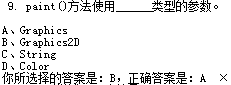 9. paint()方法使用______类型的参数。
A、Graphics
B、Graphics2D
C、String
D、Color
你所选择的答案是：B，正确答案是：A ×